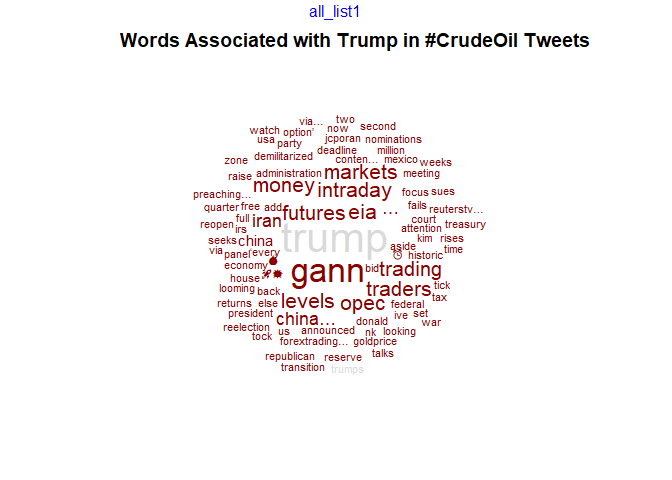 all_list1
Words Associated with Trump in #CrudeOil Tweets
via… two
watch option' now second
usa party jcporan nominations
deadline million
zone demilitarized conten… mexico weeks
raise administration markets meeting
preaching… money intraday focus sues
quarter free add futures eia … fails reuterstv…
reopen full iran court treasury
irs trump attention
seeks china kim rises
via panel every aside historic time
economy gann bid trading
house
looming back levels opec traders tick
returns else federal tax
president china… donald ive set
reelection us announced nk looking war
tock forextrading… goldprice
republican reserve talks
transition trumps